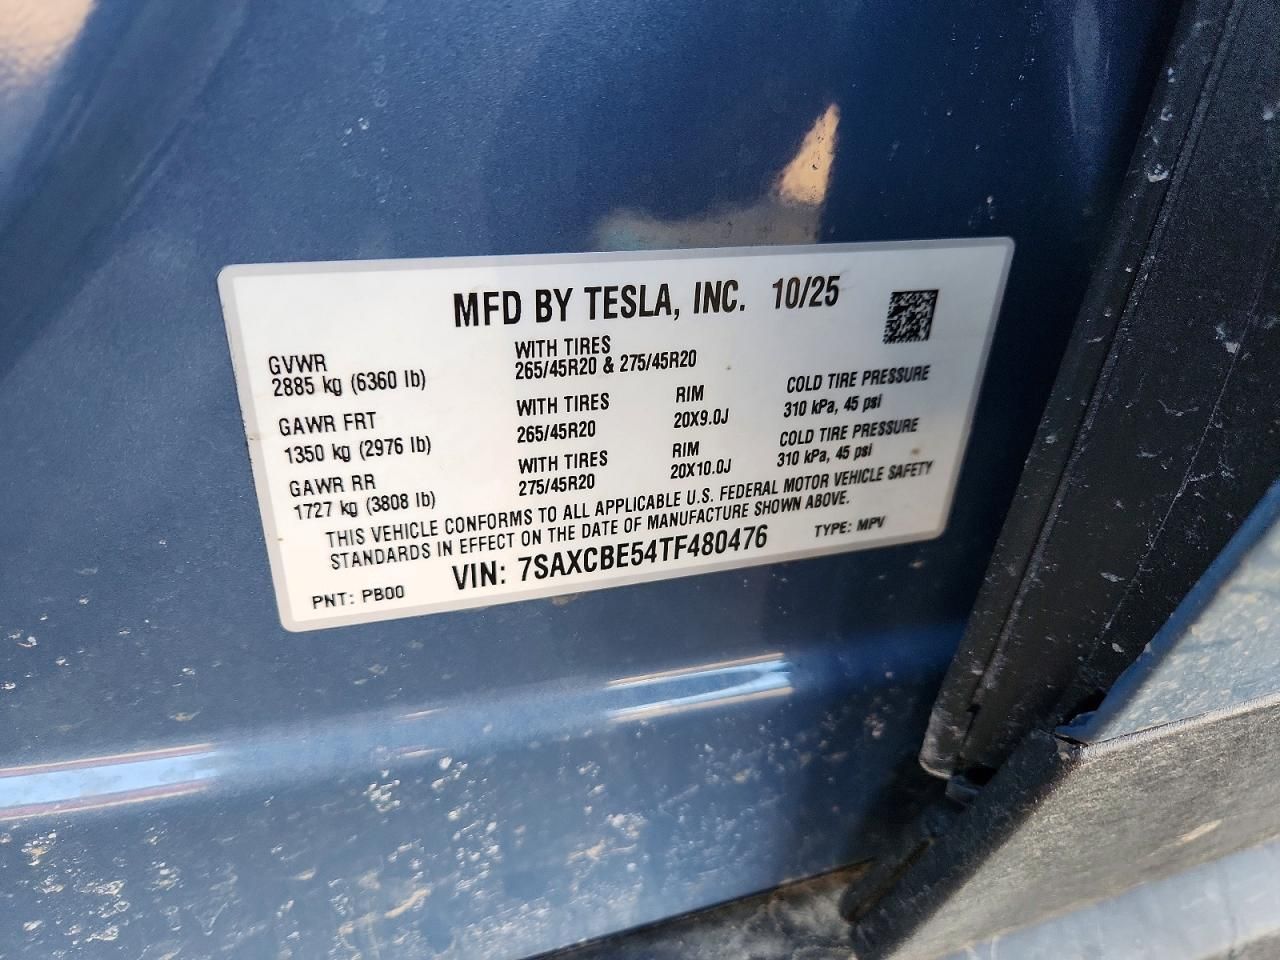 MFD BY TESLA, INC. 10/25
GVWR
2885 kg (6360 lb)
WITH TIRES
265/45R20 & 275/45R20
GAWR FRT
1350 kg (2976 lb)
WITH TIRES
265/45R20
RIM
20X9.0J
COLD TIRE PRESSURE
310 kPa, 45 psi
GAWR RR
1727 kg (3808 lb)
WITH TIRES
275/45R20
RIM
20X10.0J
COLD TIRE PRESSURE
310 kPa, 45 psi
THIS VEHICLE CONFORMS TO ALL APPLICABLE U.S. FEDERAL MOTOR VEHICLE SAFETY
STANDARDS IN EFFECT ON THE DATE OF MANUFACTURE SHOWN ABOVE.
VIN: 7SAXCBE54TF480476
TYPE: MPV
PNT: PB00